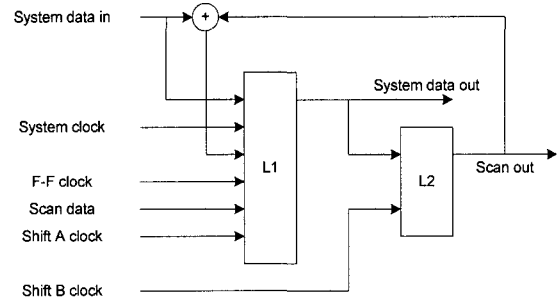 System data in
+
System data out
System clock
L1
L2
Scan out
F-F clock
Scan data
Shift A clock
Shift B clock